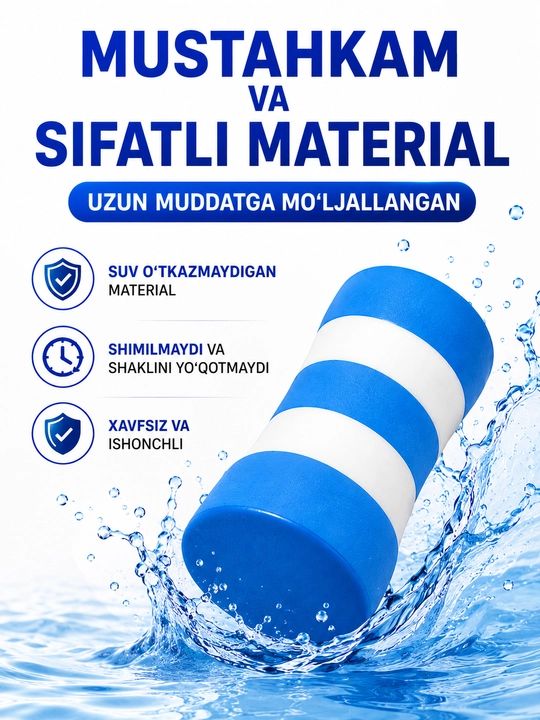 MUSTAHKAM
VA
SIFATLI MATERIAL
UZUN MUDDATGA MO‘LJALLANGAN
SUV O‘TKAZMAYDIGAN
MATERIAL
SHIMILMAYDI VA
SHAKLINI YO‘QOTMAYDI
XAVFSIZ VA
ISHONCHLI